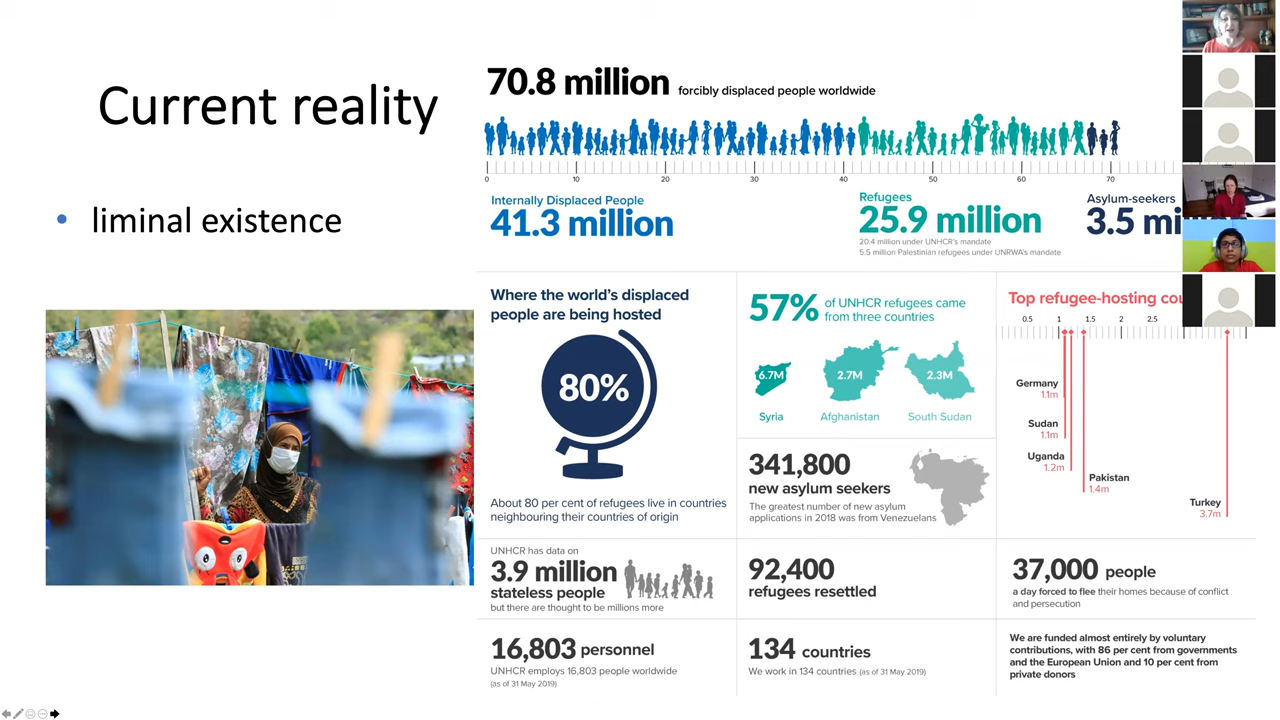 Current reality
• liminal existence
70.8 million forcibly displaced people worldwide
0 10 20 30 40 50 60 70
Internally Displaced People
41.3 million
Refugees
25.9 million
20.4 million under UNHCR's mandate
5.5 million Palestinian refugees under UNRWA's mandate
Asylum-seekers
3.5 mi
Where the world's displaced
people are being hosted
80%
About 80 per cent of refugees live in countries
neighbouring their countries of origin
57% of UNHCR refugees came
from three countries
6.7M 2.7M 2.3M
Syria Afghanistan South Sudan
341,800
new asylum seekers
The greatest number of new asylum
applications in 2018 was from Venezuelans
Top refugee-hosting cou
0.5 1 1.5 2 2.5
Germany
1.1m
Sudan
1.1m
Uganda
1.2m
Pakistan
1.4m
Turkey
3.7m
UNHCR has data on
3.9 million
stateless people
but there are thought to be millions more
92,400
refugees resettled
37,000 people
a day forced to flee their homes because of conflict
and persecution
16,803 personnel
UNHCR employs 16,803 people worldwide
(as of 31 May 2019)
134 countries
We work in 134 countries (as of 31 May 2019)
We are funded almost entirely by voluntary
contributions, with 86 per cent from governments
and the European Union and 10 per cent from
private donors